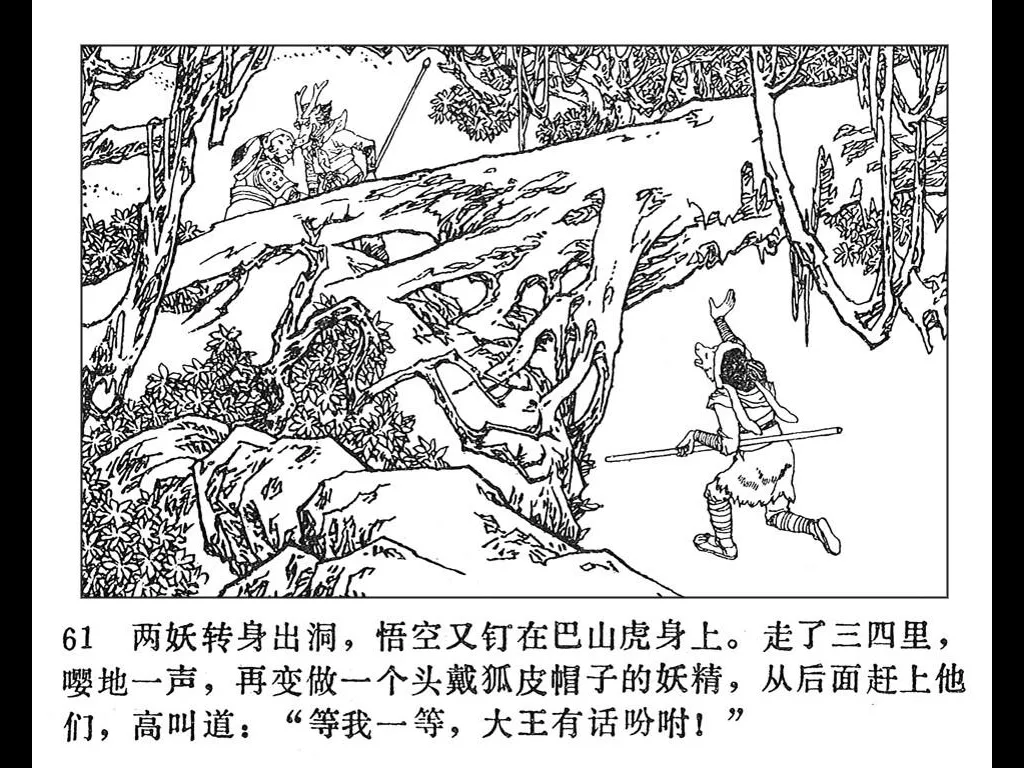 61 两妖转身出洞，悟空又钉在巴山虎身上。走了三四里，
嘤地一声，再变做一个头戴狐皮帽子的妖精，从后面赶上他
们，高叫道：“等我一等，大王有话吩咐！”